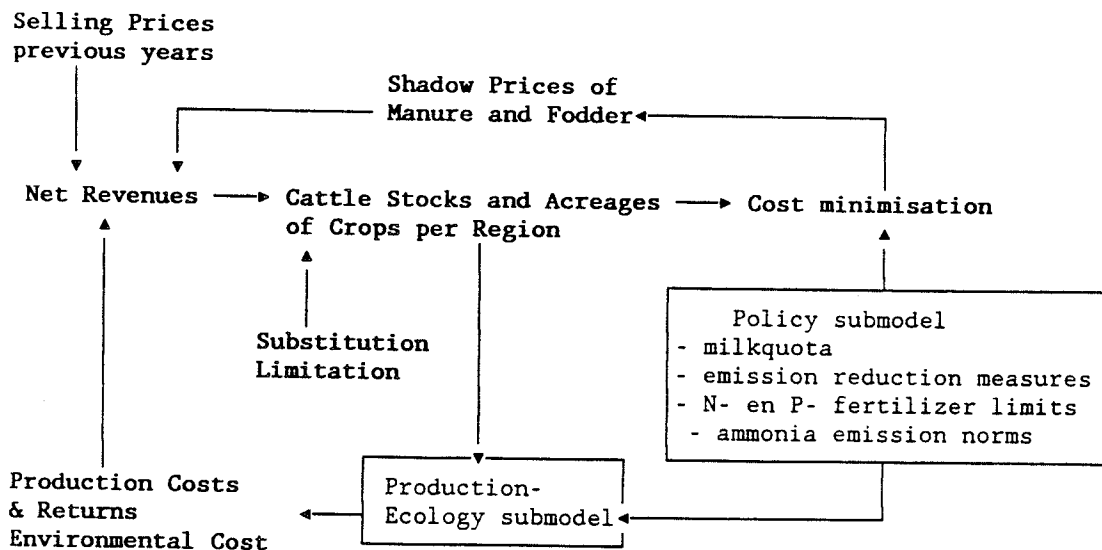 Selling Prices
previous years
Shadow Prices of
Manure and Fodder
Net Revenues
Cattle Stocks and Acreages
of Crops per Region
Cost minimisation
Substitution
Limitation
Policy submodel
- milkquota
- emission reduction measures
- N- en P- fertilizer limits
- ammonia emission norms
Production Costs
& Returns
Environmental Cost
Production-
Ecology submodel